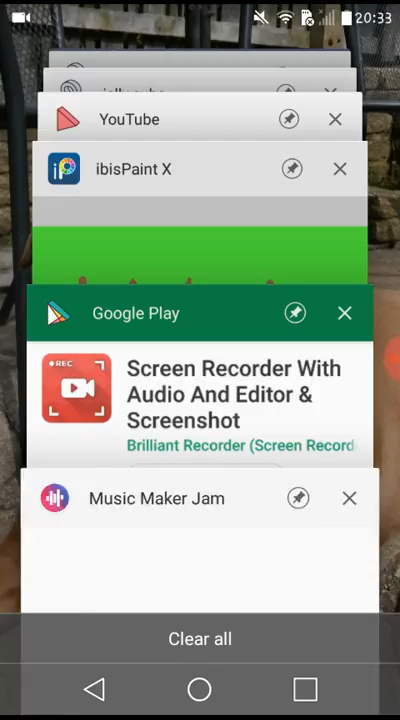 20:33
YouTube
ibisPaint X
Google Play
REC
Screen Recorder With
Audio And Editor &
Screenshot
Brilliant Recorder (Screen Record
Music Maker Jam
Clear all